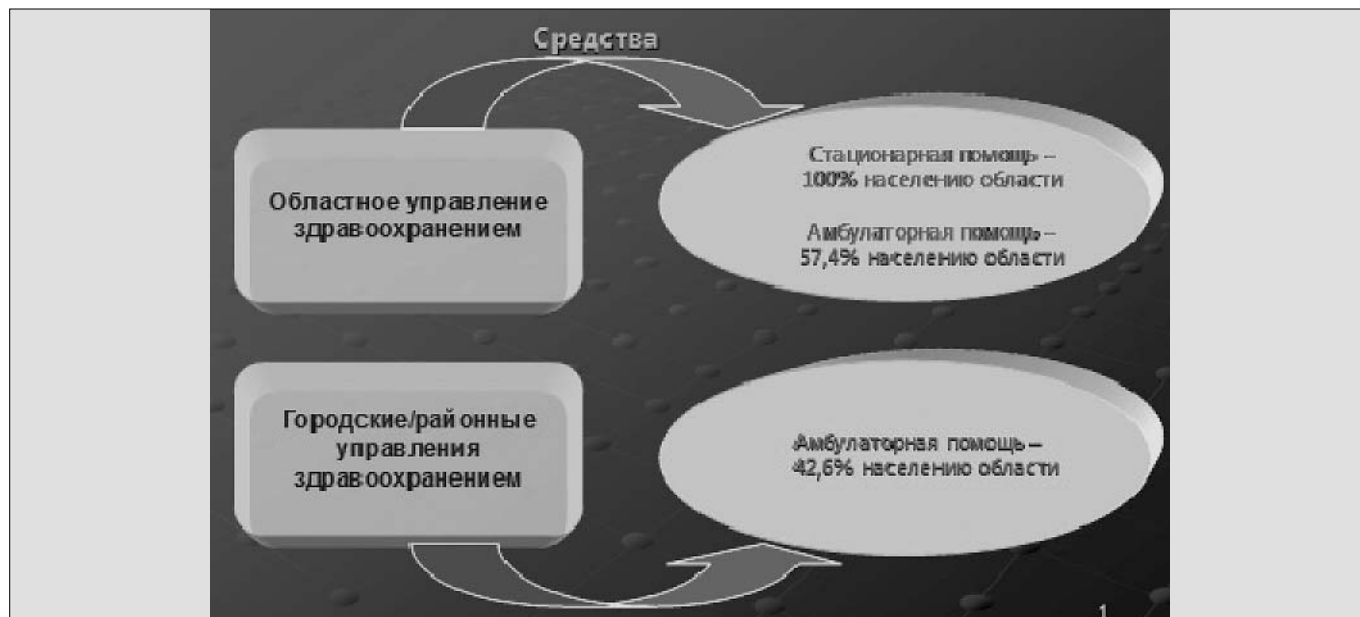 Средства
Областное управление
здравоохранением
Стационарная помощь –
100% населению области
Амбулаторная помощь –
57,4% населению области
Городские/районные
управления
здравоохранением
Амбулаторная помощь –
42,6% населению области
1